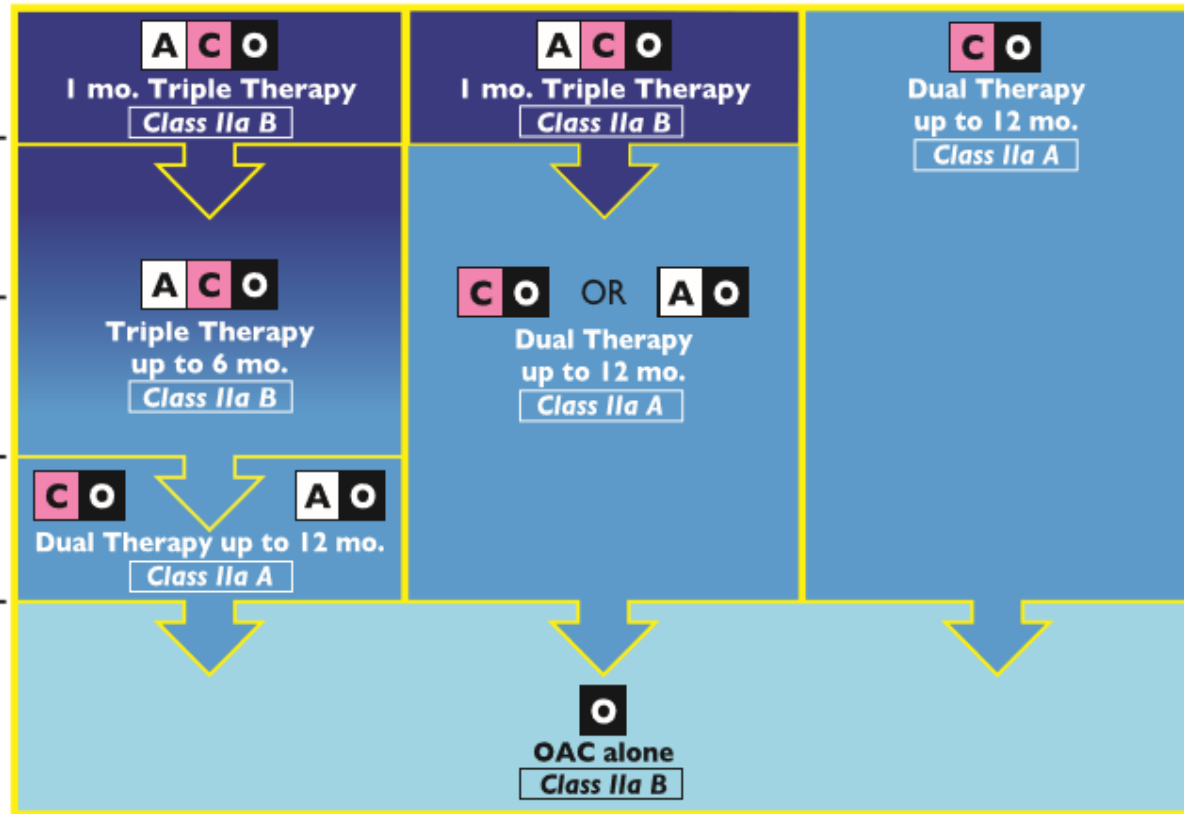 A C O
1 mo. Triple Therapy
Class IIa B
A C O
Triple Therapy
up to 6 mo.
Class IIa B
C O
A O
Dual Therapy up to 12 mo.
Class IIa A
A C O
1 mo. Triple Therapy
Class IIa B
C O OR A O
Dual Therapy
up to 12 mo.
Class IIa A
C O
Dual Therapy
up to 12 mo.
Class IIa A
O
OAC alone
Class IIa B